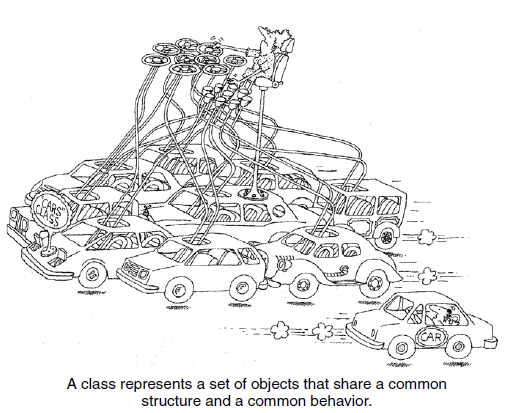 CARS'
CLASS
CAR
A class represents a set of objects that share a common
structure and a common behavior.